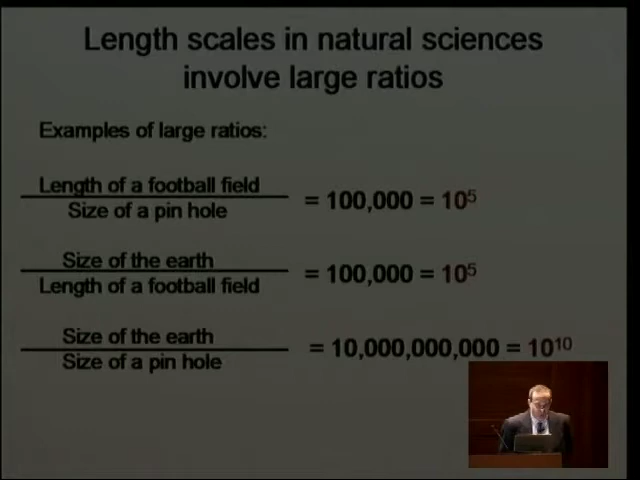 Length scales in natural sciences
involve large ratios
Examples of large ratios:
Length of a football field
Size of a pin hole
= 100,000 = 10⁵
Size of the earth
Length of a football field
= 100,000 = 10⁵
Size of the earth
Size of a pin hole
= 10,000,000,000 = 10¹⁰